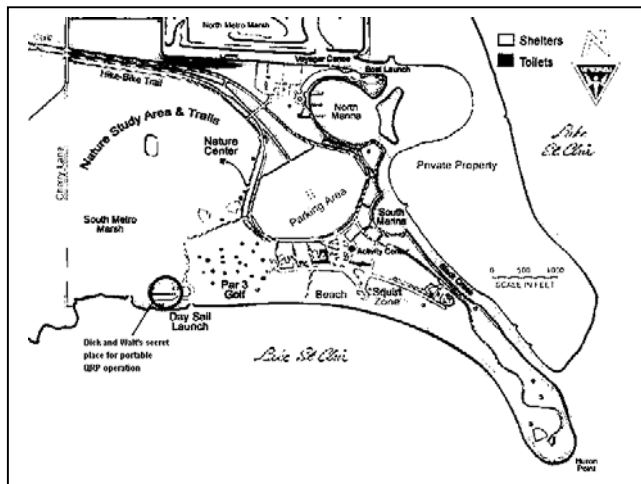 North Metro Marsh
Voyager Canoe
Boat Launch
Shelters
Toilets
N
Hike-Bike Trail
Nature Study Area & Trails
North
Marina
Nature
Center
Lake
St. Clair
Private Property
Cherry Lane
Parking Area
South Metro
Marsh
South
Marina
Activity Center
Black Creek
0 500 1000
SCALE IN FEET
Par 3
Golf
Beach
Squirt
Zone
Day Sail
Launch
Dick and Walt's secret
place for portable
QRP operation
Lake St. Clair
Huron
Point